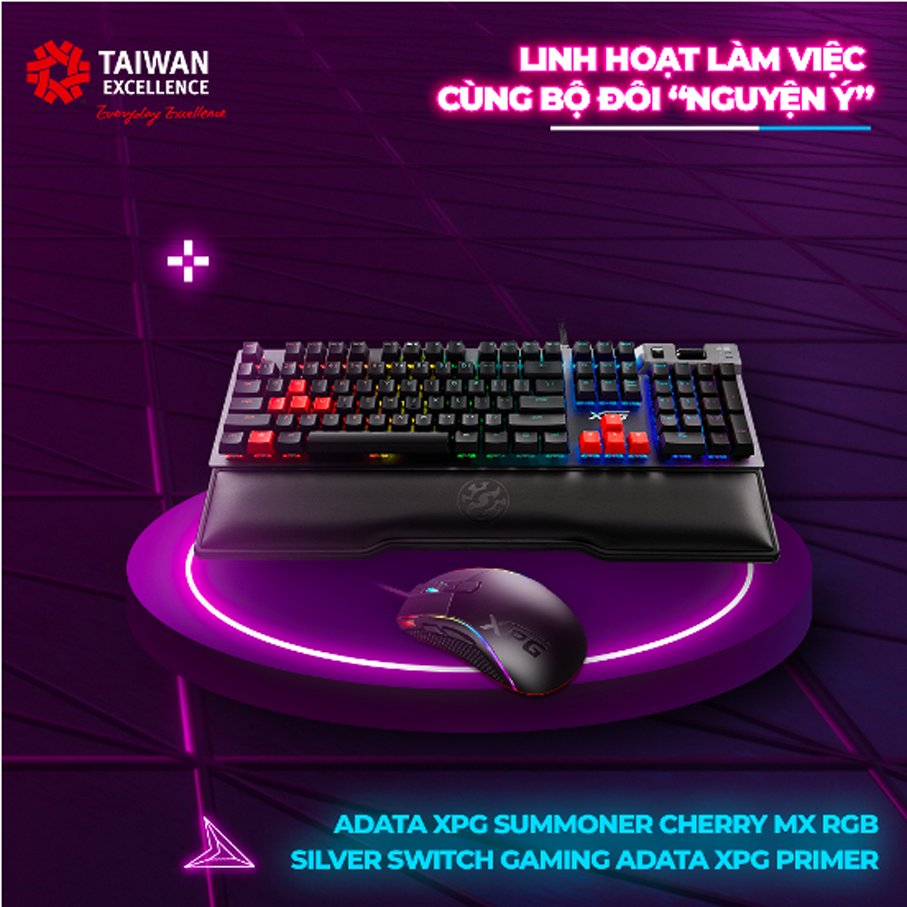 TAIWAN
EXCELLENCE
Everyday Excellence
LINH HOẠT LÀM VIỆC
CÙNG BỘ ĐÔI “NGUYỆN Ý”
XPG
XPG
ADATA XPG SUMMONER CHERRY MX RGB
SILVER SWITCH GAMING ADATA XPG PRIMER